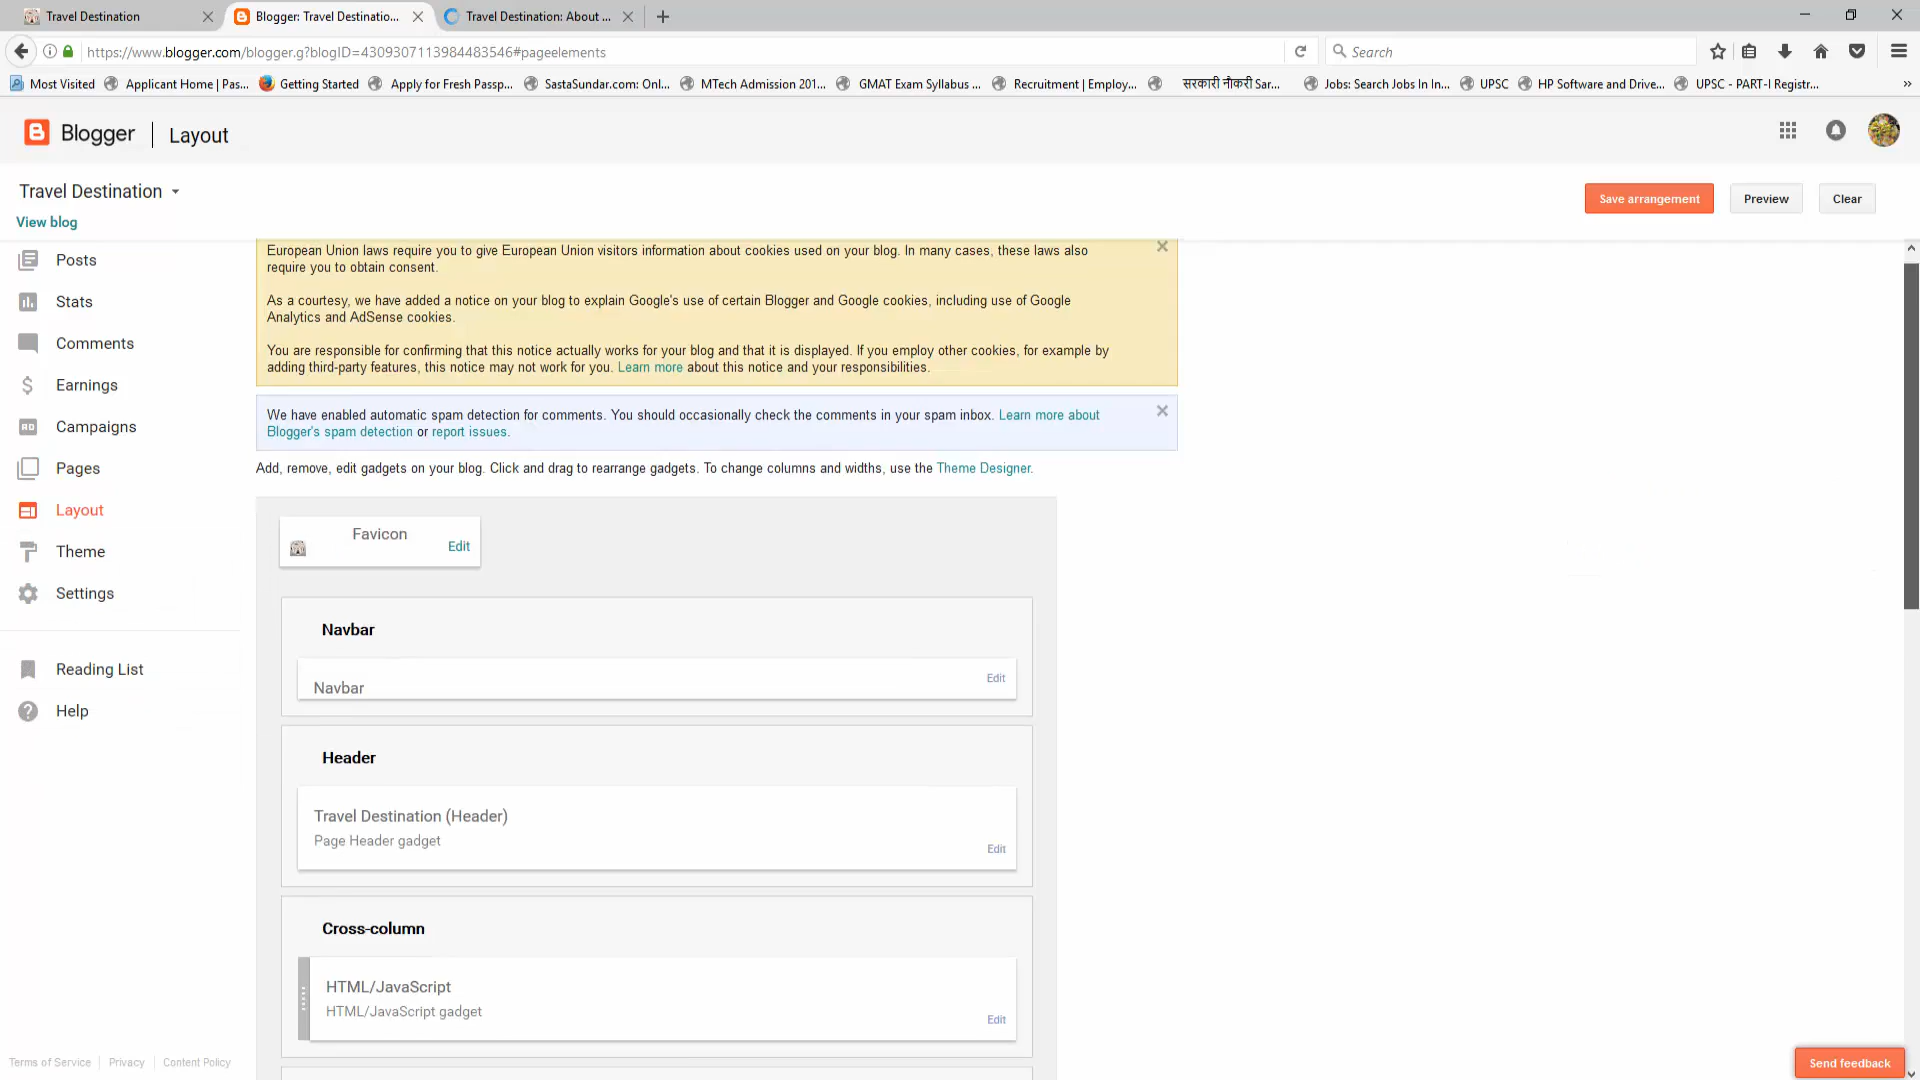 Travel Destination
Blogger: Travel Destinatio...
Travel Destination: About ...
https://www.blogger.com/blogger.g?blogID=4309307113984483546#pageelements
Search
Most Visited
Applicant Home | Pas...
Getting Started
Apply for Fresh Passp...
SastaSundar.com: Onl...
MTech Admission 201...
GMAT Exam Syllabus ...
Recruitment | Employ...
सरकारी नौकरी Sar...
Jobs: Search Jobs In In...
UPSC
HP Software and Drive...
UPSC - PART-I Registr...
Blogger
Layout
Travel Destination
View blog
Save arrangement
Preview
Clear
Posts
Stats
Comments
Earnings
Campaigns
Pages
Layout
Theme
Settings
Reading List
Help
European Union laws require you to give European Union visitors information about cookies used on your blog. In many cases, these laws also
require you to obtain consent.
As a courtesy, we have added a notice on your blog to explain Google's use of certain Blogger and Google cookies, including use of Google
Analytics and AdSense cookies.
You are responsible for confirming that this notice actually works for your blog and that it is displayed. If you employ other cookies, for example by
adding third-party features, this notice may not work for you. Learn more about this notice and your responsibilities.
We have enabled automatic spam detection for comments. You should occasionally check the comments in your spam inbox. Learn more about
Blogger's spam detection or report issues.
Add, remove, edit gadgets on your blog. Click and drag to rearrange gadgets. To change columns and widths, use the Theme Designer.
Favicon
Edit
Navbar
Navbar
Edit
Header
Travel Destination (Header)
Page Header gadget
Edit
Cross-column
HTML/JavaScript
HTML/JavaScript gadget
Edit
Terms of Service
Privacy
Content Policy
Send feedback